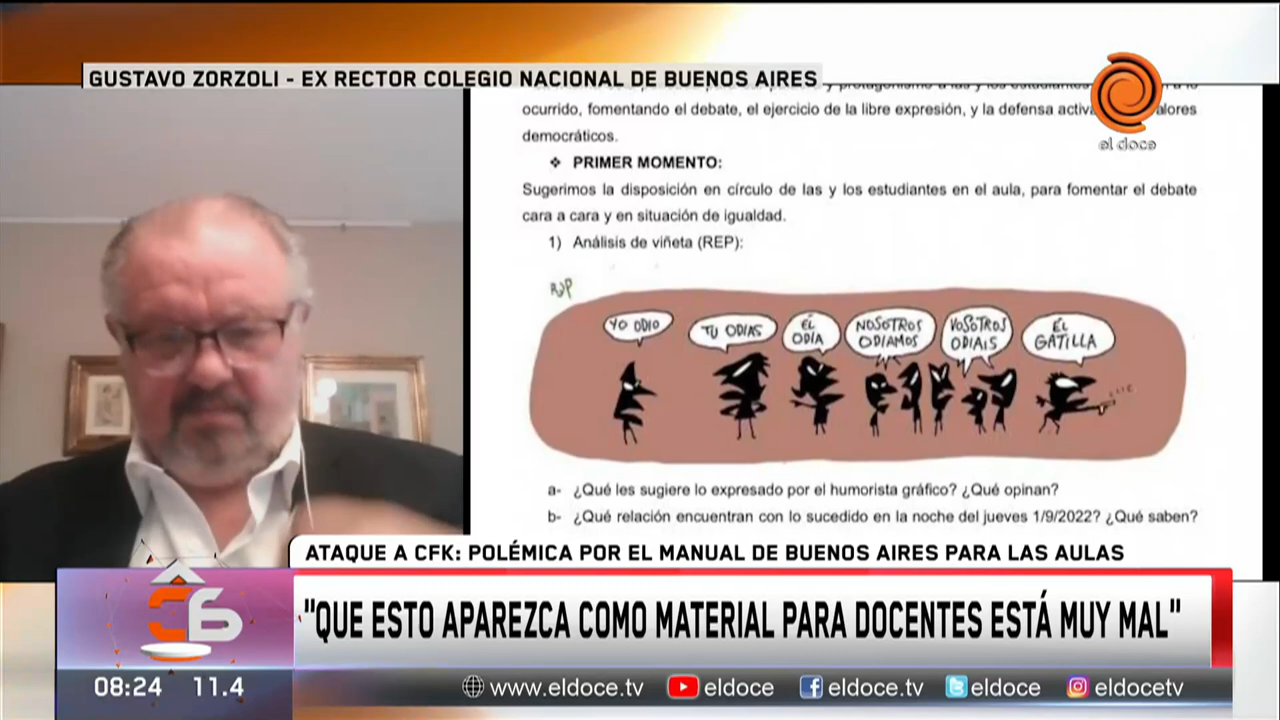 GUSTAVO ZORZOLI - EX RECTOR COLEGIO NACIONAL DE BUENOS AIRES
ocurrido, fomentando el debate, el ejercicio de la libre expresión, y la defensa activa
democráticos.
❖ PRIMER MOMENTO:
Sugerimos la disposición en círculo de las y los estudiantes en el aula, para fomentar el debate
cara a cara y en situación de igualdad.
1) Análisis de viñeta (REP):
REP
YO ODIO
TU ODIAS
ÉL
ODÍA
NOSOTROS
ODIAMOS
VOSOTROS
ODIAIS
ÉL
GATILLA
a- ¿Qué les sugiere lo expresado por el humorista gráfico? ¿Qué opinan?
b- ¿Qué relación encuentran con lo sucedido en la noche del jueves 1/9/2022? ¿Qué saben?
el doce
ATAQUE A CFK: POLÉMICA POR EL MANUAL DE BUENOS AIRES PARA LAS AULAS
"QUE ESTO APAREZCA COMO MATERIAL PARA DOCENTES ESTÁ MUY MAL"
08:24 11.4
www.eldoce.tv eldoce eldoce.tv eldoce eldocetv